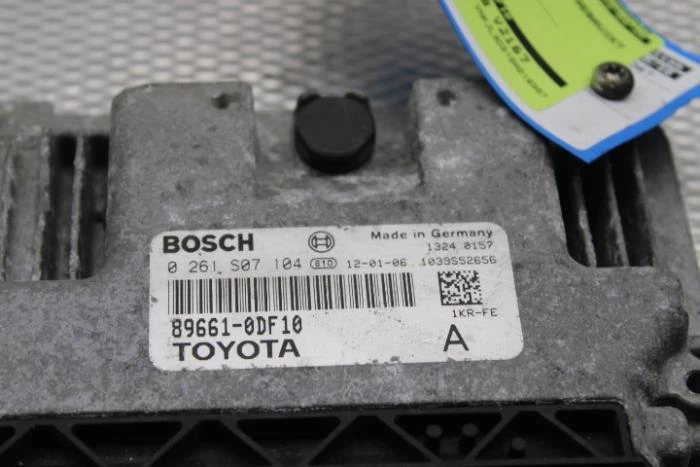 V2167
BOSCH
Made in Germany
1324 0157
0 261 S07 104 810 12-01-06 1039S52656
1KR-FE
89661-0DF10
TOYOTA A